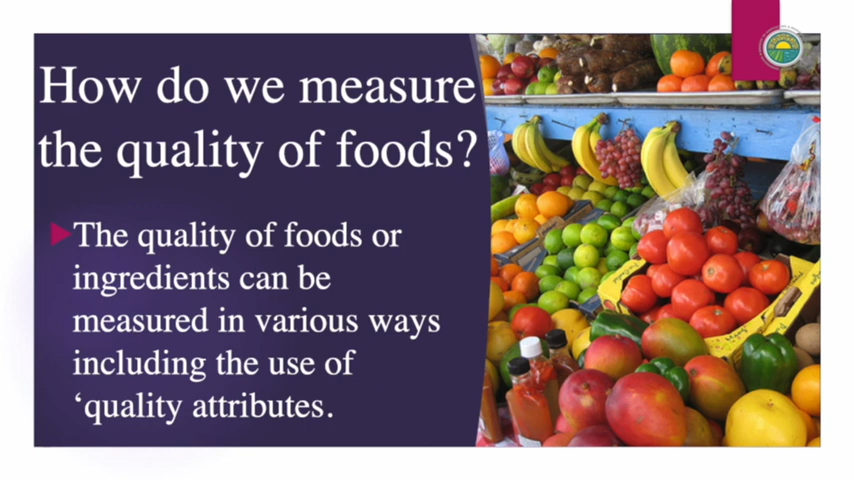 How do we measure
the quality of foods?
The quality of foods or
ingredients can be
measured in various ways
including the use of
‘quality attributes.